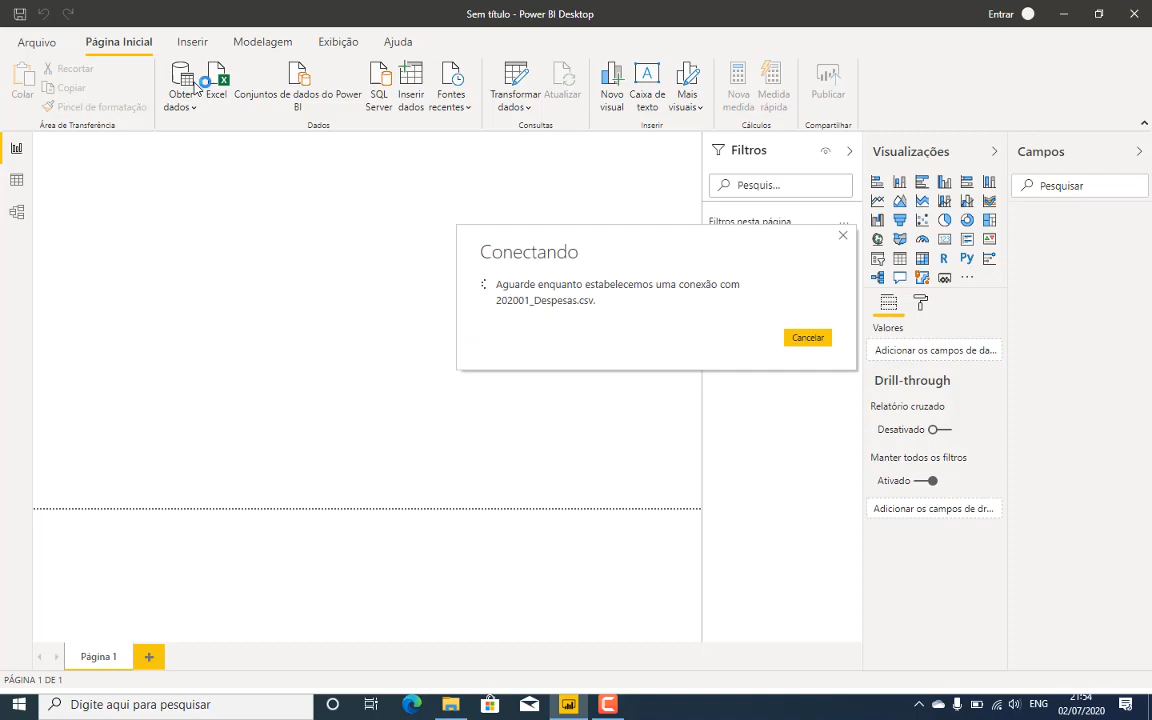 Sem título - Power BI Desktop
Entrar
Arquivo
Página Inicial
Inserir
Modelagem
Exibição
Ajuda
Colar
Recortar
Copiar
Pincel de formatação
Área de Transferência
Obter
dados
Excel
Conjuntos de dados do Power
BI
SQL
Server
Inserir
dados
Fontes
recentes
Dados
Transformar
dados
Atualizar
Consultas
Novo
visual
Caixa de
texto
Mais
visuais
Inserir
Nova
medida
Medida
rápida
Cálculos
Publicar
Compartilhar
Filtros
Pesquis...
Filtros nesta página
...
Conectando
Aguarde enquanto estabelecemos uma conexão com
202001_Despesas.csv.
Cancelar
Visualizações
R
Py
...
Valores
Adicionar os campos de da...
Drill-through
Relatório cruzado
Desativado
Manter todos os filtros
Ativado
Adicionar os campos de dr...
Campos
Pesquisar
Página 1
PÁGINA 1 DE 1
Digite aqui para pesquisar
ENG
21:54
02/07/2020